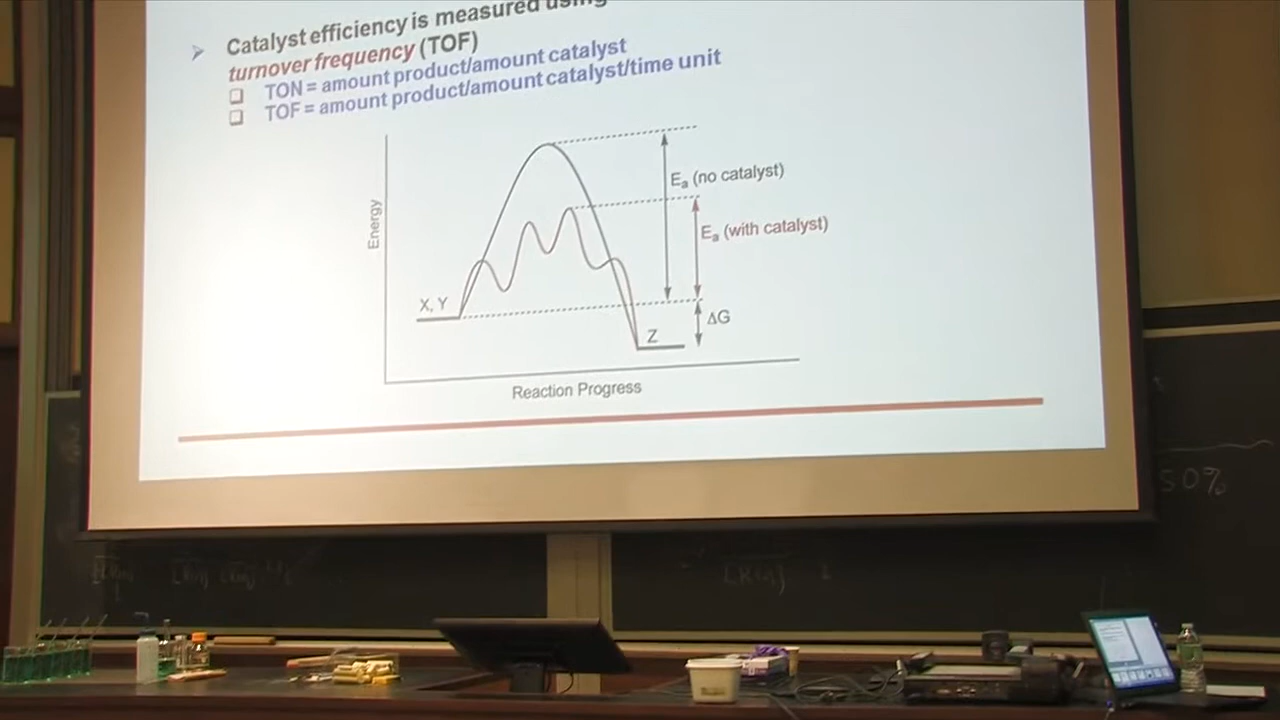 Catalyst efficiency is measured using
turnover frequency (TOF)
TON = amount product/amount catalyst
TOF = amount product/amount catalyst/time unit
Energy
Ea (no catalyst)
Ea (with catalyst)
X, Y
ΔG
Z
Reaction Progress
50%